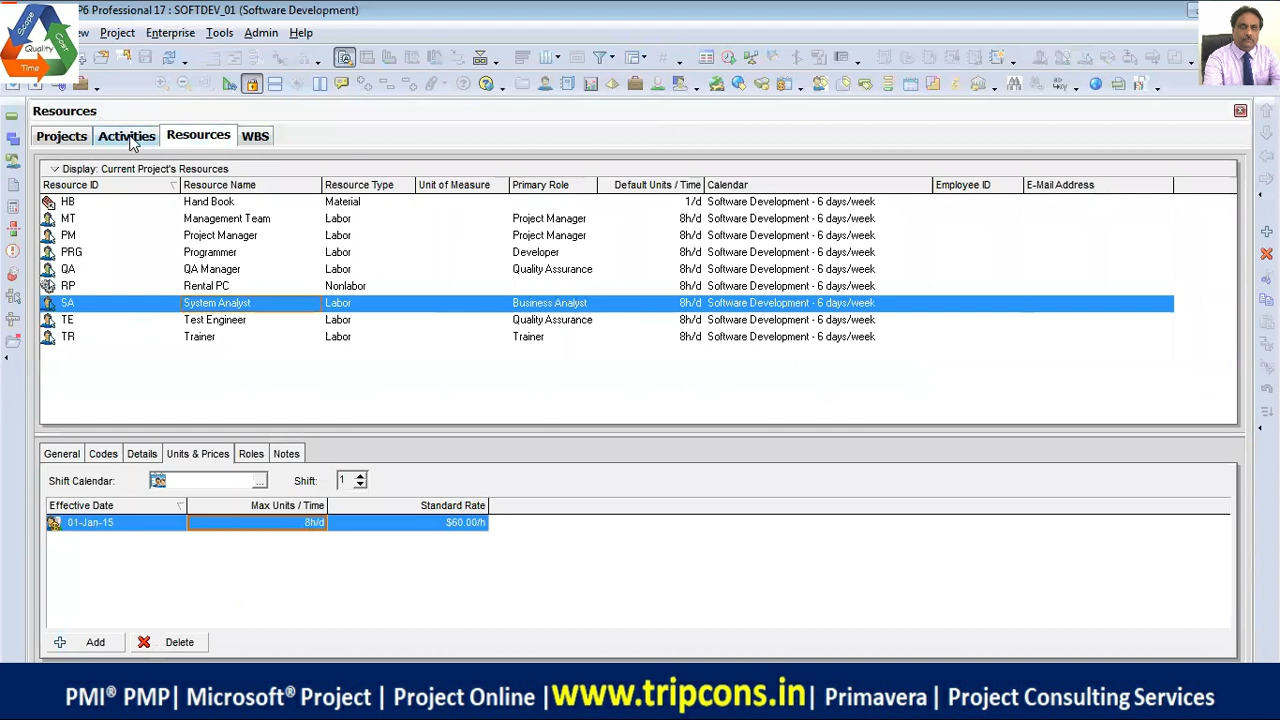 P6 Professional 17 : SOFTDEV_01 (Software Development)
Project Enterprise Tools Admin Help
Scope
Cost
Quality
Time
Resources
Projects Activities Resources WBS
Display: Current Project's Resources
Resource ID Resource Name Resource Type Unit of Measure Primary Role Default Units / Time Calendar Employee ID E-Mail Address
HB Hand Book Material 1/d Software Development - 6 days/week
MT Management Team Labor Project Manager 8h/d Software Development - 6 days/week
PM Project Manager Labor Project Manager 8h/d Software Development - 6 days/week
PRG Programmer Labor Developer 8h/d Software Development - 6 days/week
QA QA Manager Labor Quality Assurance 8h/d Software Development - 6 days/week
RP Rental PC Nonlabor 8h/d Software Development - 6 days/week
SA System Analyst Labor Business Analyst 8h/d Software Development - 6 days/week
TE Test Engineer Labor Quality Assurance 8h/d Software Development - 6 days/week
TR Trainer Labor Trainer 8h/d Software Development - 6 days/week
General Codes Details Units & Prices Roles Notes
Shift Calendar: ... Shift: 1
Effective Date Max Units / Time Standard Rate
01-Jan-15 8h/d $60.00/h
Add Delete
PMI® PMP| Microsoft® Project | Project Online |www.tripcons.in| Primavera | Project Consulting Services